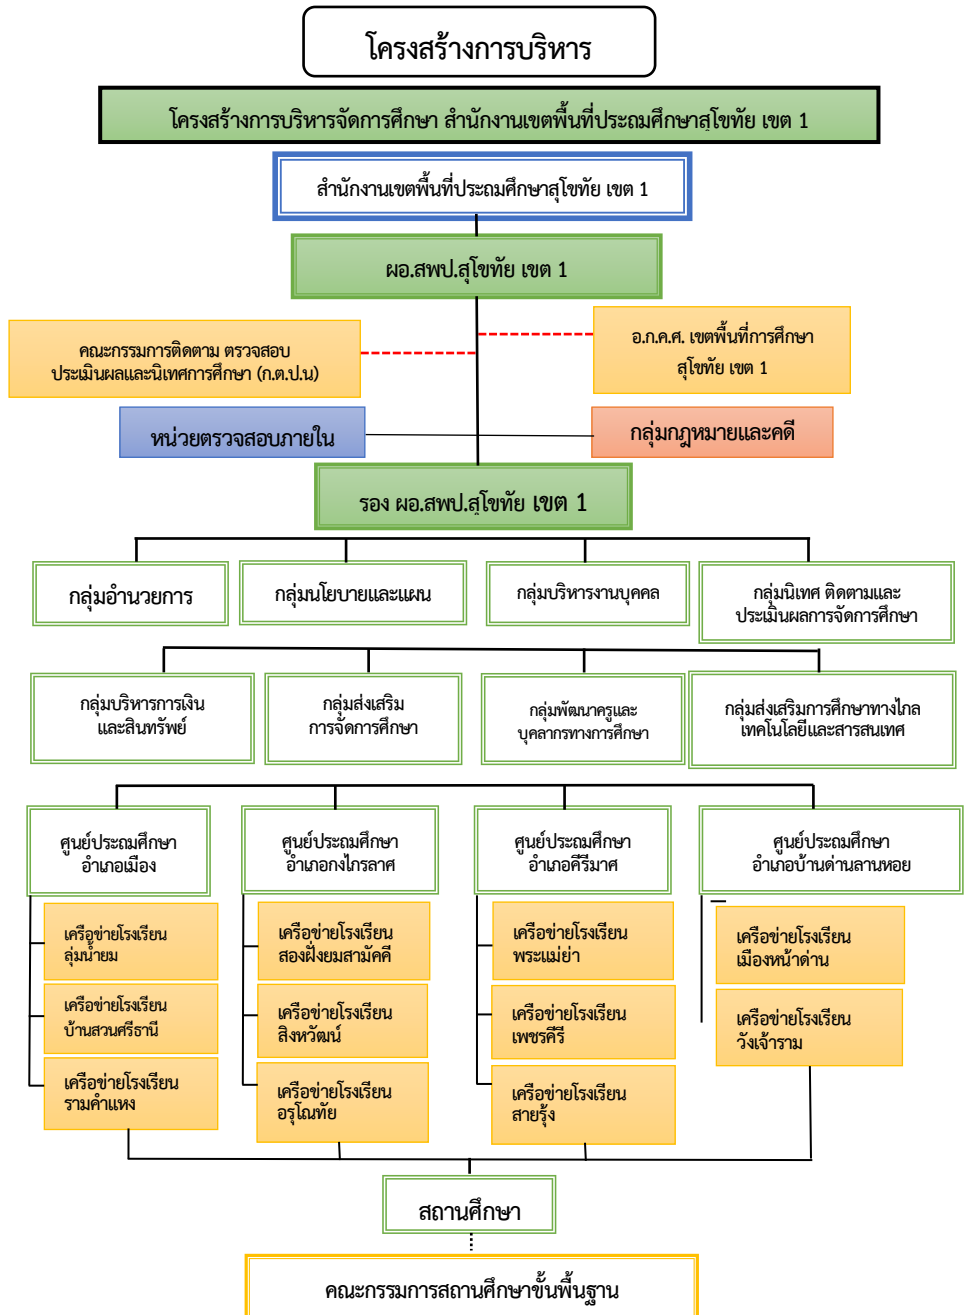 โครงสร้างการบริหาร
โครงสร้างการบริหารจัดการศึกษา สำนักงานเขตพื้นที่ประถมศึกษาสุโขทัย เขต 1
สำนักงานเขตพื้นที่ประถมศึกษาสุโขทัย เขต 1
ผอ.สพป.สุโขทัย เขต 1
คณะกรรมการติดตาม ตรวจสอบ
ประเมินผลและนิเทศการศึกษา (ก.ต.ป.น)
อ.ก.ค.ศ. เขตพื้นที่การศึกษา
สุโขทัย เขต 1
หน่วยตรวจสอบภายใน
กลุ่มกฎหมายและคดี
รอง ผอ.สพป.สุโขทัย เขต 1
กลุ่มอำนวยการ
กลุ่มนโยบายและแผน
กลุ่มบริหารงานบุคคล
กลุ่มนิเทศ ติดตามและ
ประเมินผลการจัดการศึกษา
กลุ่มบริหารการเงิน
และสินทรัพย์
กลุ่มส่งเสริม
การจัดการศึกษา
กลุ่มพัฒนาครูและ
บุคลากรทางการศึกษา
กลุ่มส่งเสริมการศึกษาทางไกล
เทคโนโลยีและสารสนเทศ
ศูนย์ประถมศึกษา
อำเภอเมือง
ศูนย์ประถมศึกษา
อำเภอกงไกรลาศ
ศูนย์ประถมศึกษา
อำเภอคีรีมาศ
ศูนย์ประถมศึกษา
อำเภอบ้านด่านลานหอย
เครือข่ายโรงเรียน
ลุ่มน้ำยม
เครือข่ายโรงเรียน
สองฝั่งยมสามัคคี
เครือข่ายโรงเรียน
พระแม่ย่า
เครือข่ายโรงเรียน
เมืองหน้าด่าน
เครือข่ายโรงเรียน
บ้านสวนศรีธานี
เครือข่ายโรงเรียน
สิงหวัฒน์
เครือข่ายโรงเรียน
เพชรคีรี
เครือข่ายโรงเรียน
วังเจ้าราม
เครือข่ายโรงเรียน
รามคำแหง
เครือข่ายโรงเรียน
อรุโณทัย
เครือข่ายโรงเรียน
สายรุ้ง
สถานศึกษา
คณะกรรมการสถานศึกษาขั้นพื้นฐาน